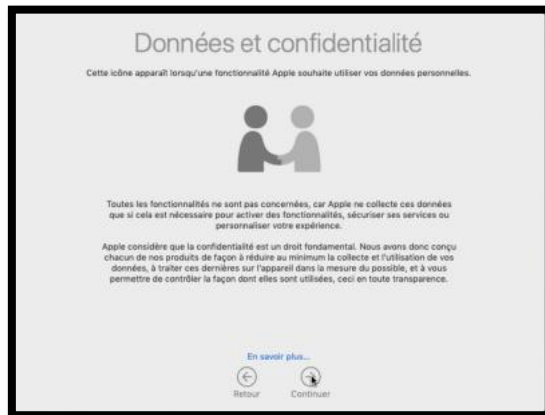 Données et confidentialité
Cette icône apparaît lorsqu'une fonctionnalité Apple souhaite utiliser vos données personnelles.
Toutes les fonctionnalités ne sont pas concernées, car Apple ne collecte ces données
que si cela est nécessaire pour activer des fonctionnalités, sécuriser ses services ou
personnaliser votre expérience.
Apple considère que la confidentialité est un droit fondamental. Nous avons donc conçu
chacun de nos produits de façon à réduire au minimum la collecte et l'utilisation de vos
données, à traiter ces dernières sur l'appareil dans la mesure du possible, et à vous
permettre de contrôler la façon dont elles sont utilisées, ceci en toute transparence.
En savoir plus...
Retour
Continuer